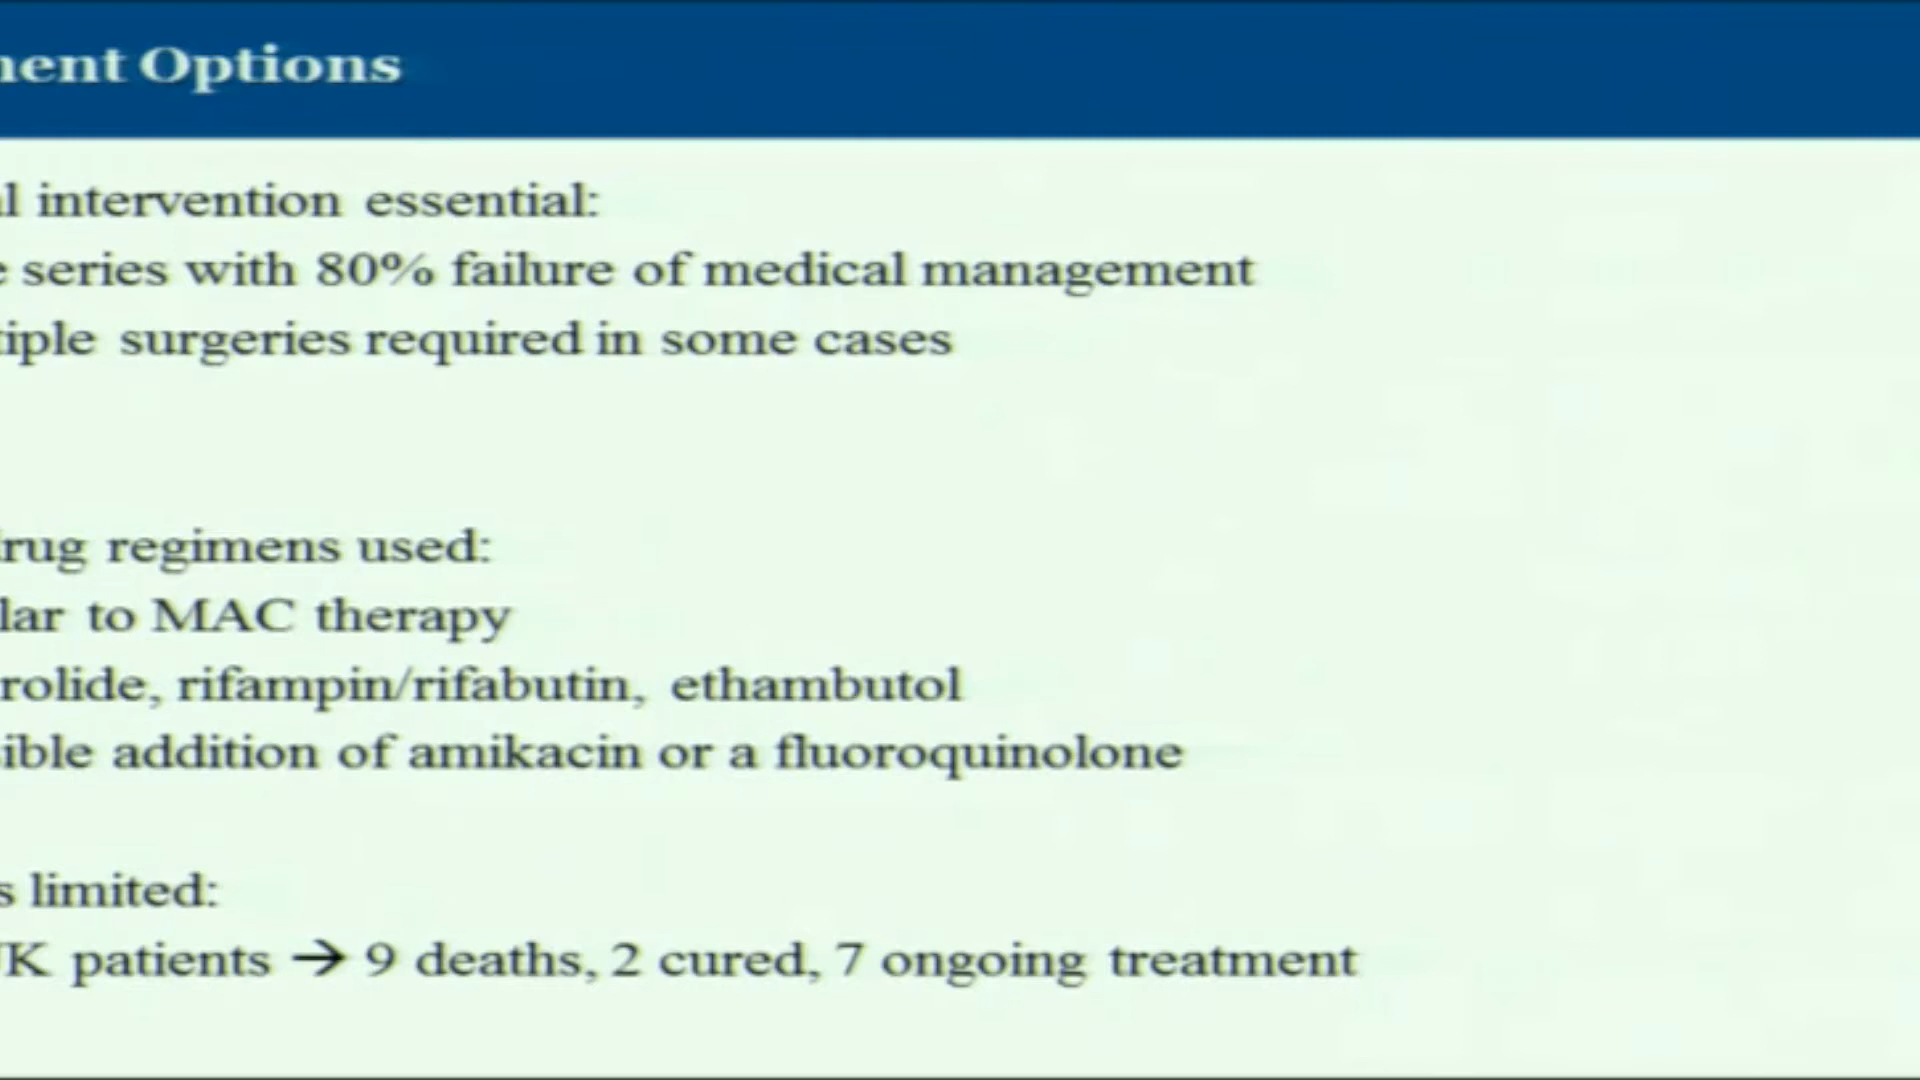 ment Options
l intervention essential:
e series with 80% failure of medical management
tiple surgeries required in some cases
rug regimens used:
lar to MAC therapy
rolide, rifampin/rifabutin, ethambutol
ible addition of amikacin or a fluoroquinolone
s limited:
K patients → 9 deaths, 2 cured, 7 ongoing treatment